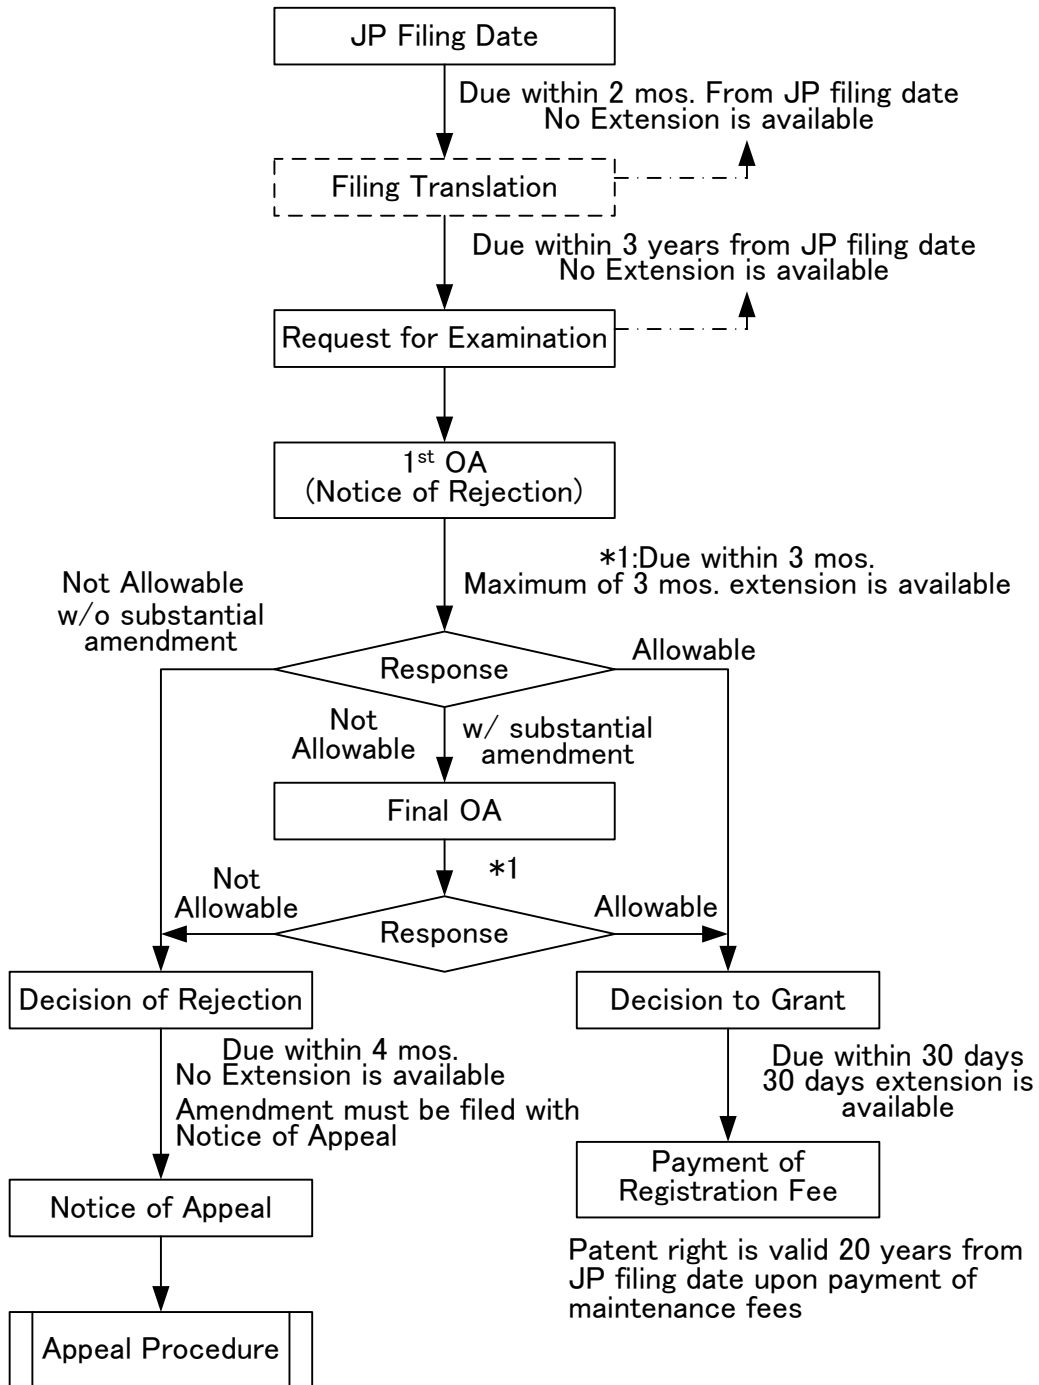 JP Filing Date
Due within 2 mos. From JP filing date
No Extension is available
Filing Translation
Due within 3 years from JP filing date
No Extension is available
Request for Examination
1st OA
(Notice of Rejection)
*1:Due within 3 mos.
Maximum of 3 mos. extension is available
Not Allowable
w/o substantial
amendment
Response
Allowable
Not
Allowable
w/ substantial
amendment
Final OA
*1
Not
Allowable
Response
Allowable
Decision of Rejection
Decision to Grant
Due within 4 mos.
No Extension is available
Amendment must be filed with
Notice of Appeal
Due within 30 days
30 days extension is
available
Notice of Appeal
Payment of
Registration Fee
Patent right is valid 20 years from
JP filing date upon payment of
maintenance fees
Appeal Procedure